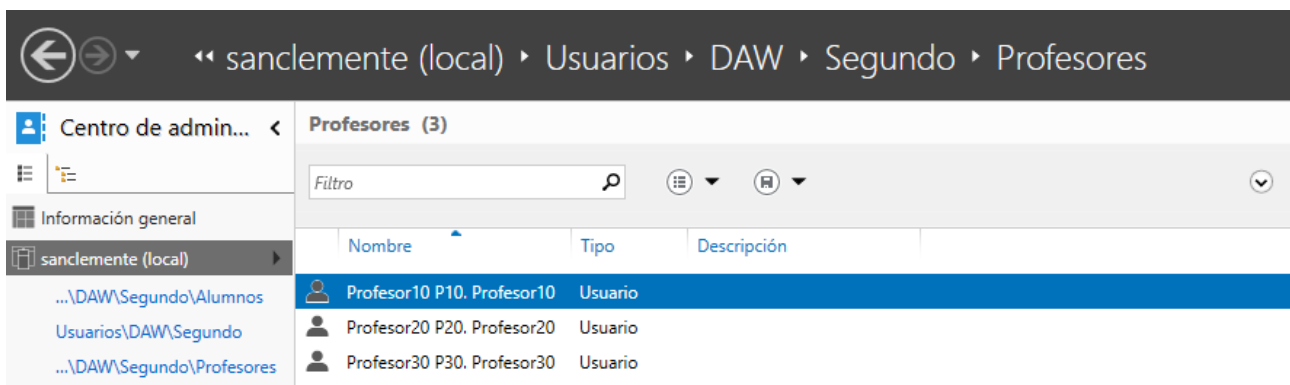 sanclemente (local) ‣ Usuarios ‣ DAW ‣ Segundo ‣ Profesores
Centro de admin...
Profesores (3)
Filtro
Información general
sanclemente (local)
...\DAW\Segundo\Alumnos
Usuarios\DAW\Segundo
...\DAW\Segundo\Profesores
Nombre Tipo Descripción
Profesor10 P10. Profesor10 Usuario
Profesor20 P20. Profesor20 Usuario
Profesor30 P30. Profesor30 Usuario